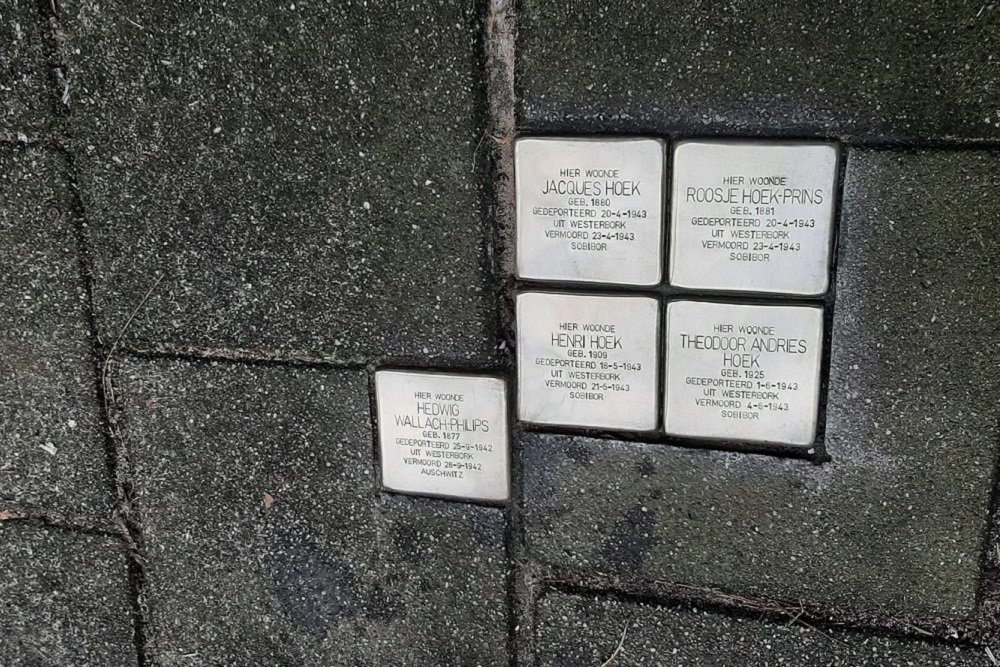 HIER WOONDE
JACQUES HOEK
GEB. 1880
GEDEPORTEERD 20-4-1943
UIT WESTERBORK
VERMOORD 23-4-1943
SOBIBOR
HIER WOONDE
ROOSJE HOEK-PRINS
GEB. 1881
GEDEPORTEERD 20-4-1943
UIT WESTERBORK
VERMOORD 23-4-1943
SOBIBOR
HIER WOONDE
HENRI HOEK
GEB. 1909
GEDEPORTEERD 18-5-1943
UIT WESTERBORK
VERMOORD 21-5-1943
SOBIBOR
HIER WOONDE
THEODOOR ANDRIES
HOEK
GEB. 1925
GEDEPORTEERD 1-6-1943
UIT WESTERBORK
VERMOORD 4-6-1943
SOBIBOR
HIER WOONDE
HEDWIG
WALLACH-PHILIPS
GEB. 1877
GEDEPORTEERD 25-9-1942
UIT WESTERBORK
VERMOORD 28-9-1942
AUSCHWITZ